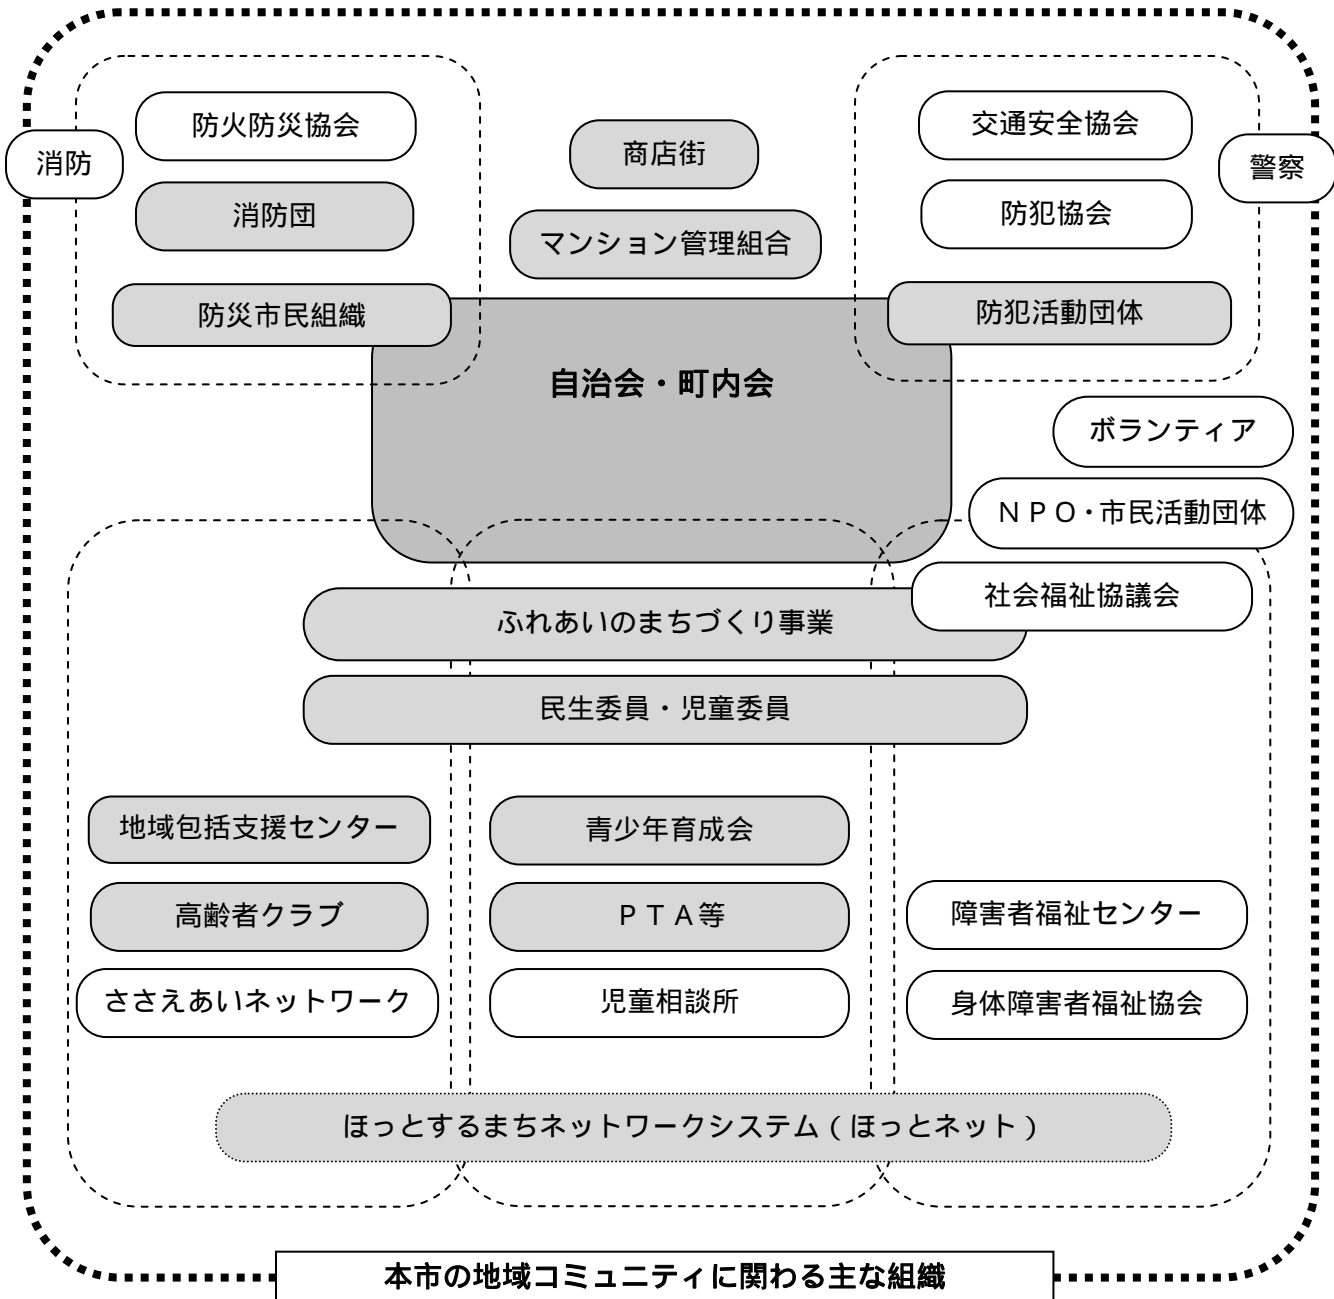 防火防災協会
消防
消防団
防災市民組織
商店街
マンション管理組合
交通安全協会
警察
防犯協会
防犯活動団体
自治会・町内会
ボランティア
ＮＰＯ・市民活動団体
社会福祉協議会
ふれあいのまちづくり事業
民生委員・児童委員
地域包括支援センター
高齢者クラブ
ささえあいネットワーク
青少年育成会
ＰＴＡ等
児童相談所
障害者福祉センター
身体障害者福祉協会
ほっとするまちネットワークシステム（ほっとネット）
本市の地域コミュニティに関わる主な組織